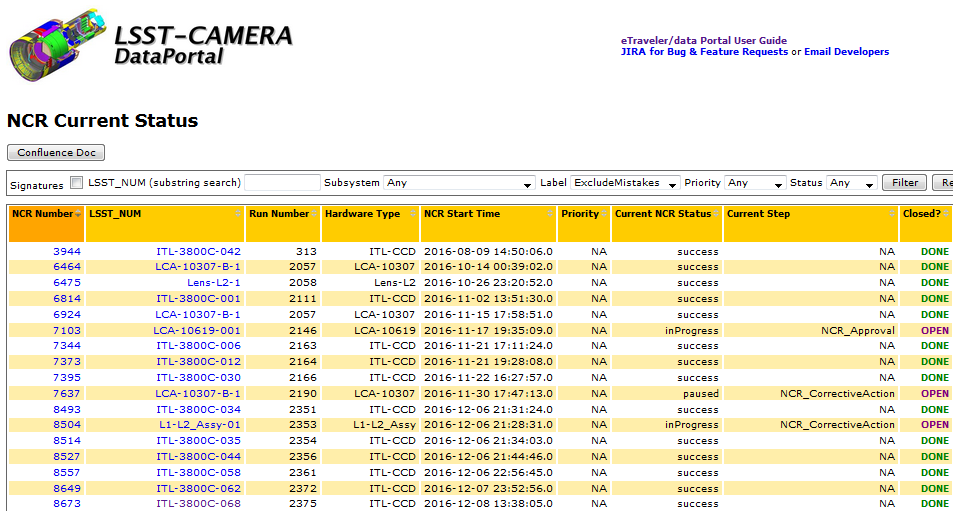 LSST-CAMERA
DataPortal
eTraveler/data Portal User Guide
JIRA for Bug & Feature Requests or Email Developers
NCR Current Status
Confluence Doc
Signatures LSST_NUM (substring search) Subsystem Any Label ExcludeMistakes Priority Any Status Any Filter Re
NCR Number LSST_NUM Run Number Hardware Type NCR Start Time Priority Current NCR Status Current Step Closed?
3944 ITL-3800C-042 313 ITL-CCD 2016-08-09 14:50:06.0 NA success NA DONE
6464 LCA-10307-B-1 2057 LCA-10307 2016-10-14 00:39:02.0 NA success NA DONE
6475 Lens-L2-1 2058 Lens-L2 2016-10-26 23:20:52.0 NA success NA DONE
6814 ITL-3800C-001 2111 ITL-CCD 2016-11-02 13:51:30.0 NA success NA DONE
6924 LCA-10307-B-1 2057 LCA-10307 2016-11-15 17:58:51.0 NA success NA DONE
7103 LCA-10619-001 2146 LCA-10619 2016-11-17 19:35:09.0 NA inProgress NCR_Approval OPEN
7344 ITL-3800C-006 2163 ITL-CCD 2016-11-21 17:11:24.0 NA success NA DONE
7373 ITL-3800C-012 2164 ITL-CCD 2016-11-21 19:28:08.0 NA success NA DONE
7395 ITL-3800C-030 2166 ITL-CCD 2016-11-22 16:27:57.0 NA success NA DONE
7637 LCA-10307-B-1 2190 LCA-10307 2016-11-30 17:47:13.0 NA paused NCR_CorrectiveAction OPEN
8493 ITL-3800C-034 2351 ITL-CCD 2016-12-06 21:31:24.0 NA success NA DONE
8504 L1-L2_Assy-01 2353 L1-L2_Assy 2016-12-06 21:28:31.0 NA inProgress NCR_CorrectiveAction OPEN
8514 ITL-3800C-035 2354 ITL-CCD 2016-12-06 21:34:03.0 NA success NA DONE
8527 ITL-3800C-044 2356 ITL-CCD 2016-12-06 21:44:46.0 NA success NA DONE
8557 ITL-3800C-058 2361 ITL-CCD 2016-12-06 22:56:45.0 NA success NA DONE
8649 ITL-3800C-062 2372 ITL-CCD 2016-12-07 23:52:56.0 NA success NA DONE
8673 ITL-3800C-068 2375 ITL-CCD 2016-12-08 13:38:05.0 NA success NA DONE